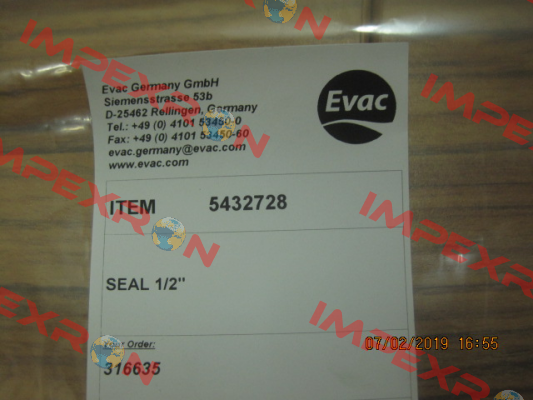 Evac Germany GmbH
Siemensstrasse 53b
D-25462 Rellingen, Germany
Tel.: +49 (0) 4101 53450-0
Fax: +49 (0) 4101 53450-60
evac.germany@evac.com
www.evac.com
Evac
ITEM 5432728
SEAL 1/2"
Your Order:
316635
07/02/2019 16:55
IMPEXRON
IMPEXRON
IMPEXRON
IMPEXRON
IMPEXRON
IMPEXRON